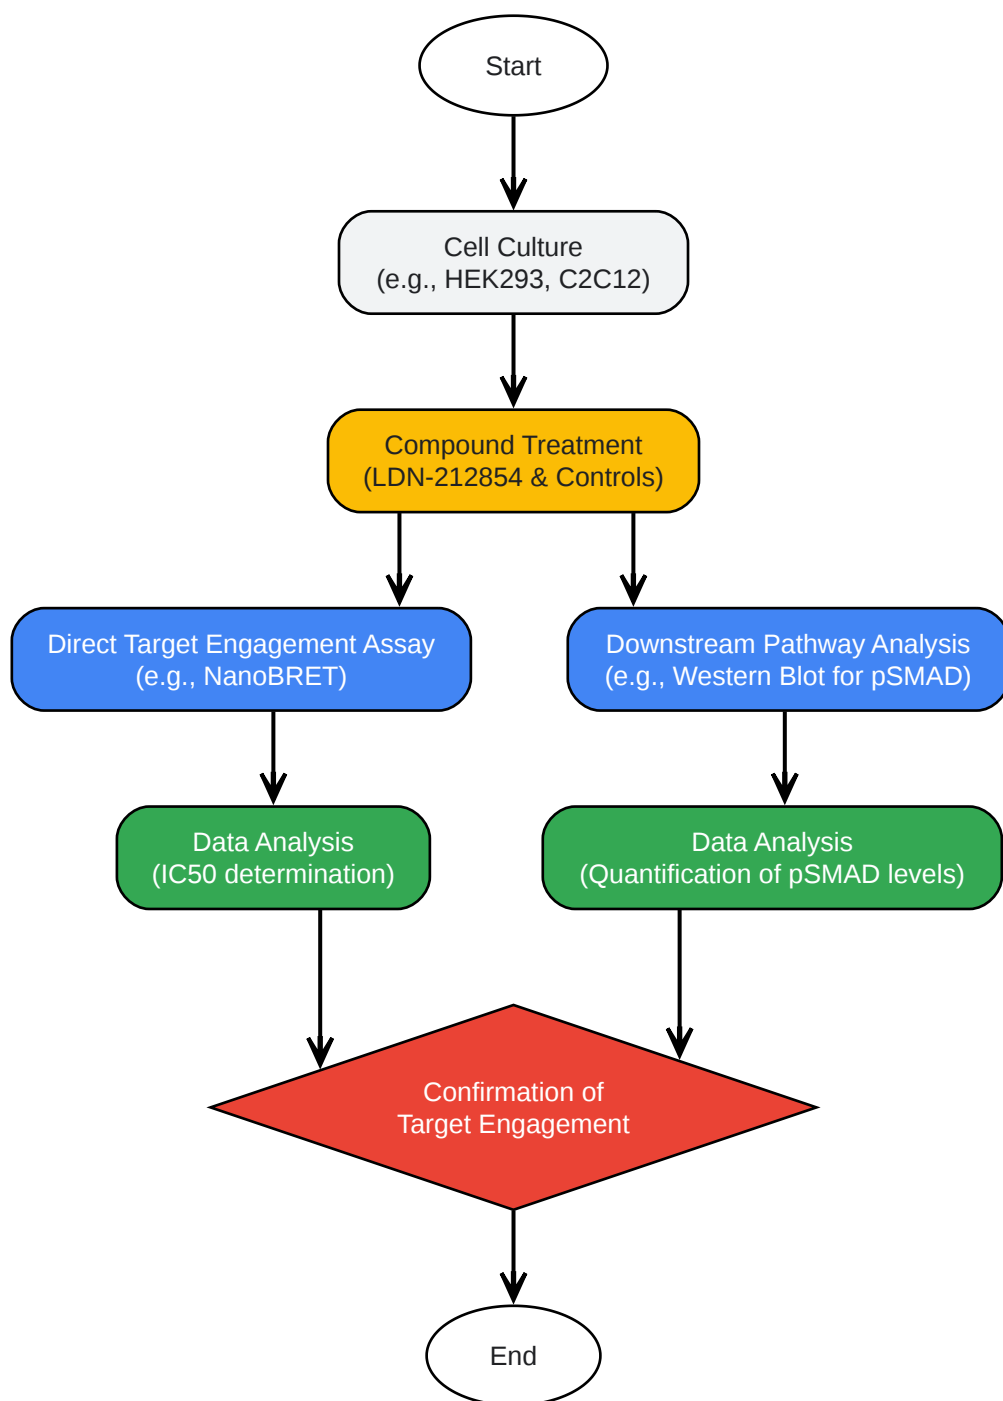 Start
Cell Culture
(e.g., HEK293, C2C12)
Compound Treatment
(LDN-212854 & Controls)
Direct Target Engagement Assay
(e.g., NanoBRET)
Downstream Pathway Analysis
(e.g., Western Blot for pSMAD)
Data Analysis
(IC50 determination)
Data Analysis
(Quantification of pSMAD levels)
Confirmation of
Target Engagement
End